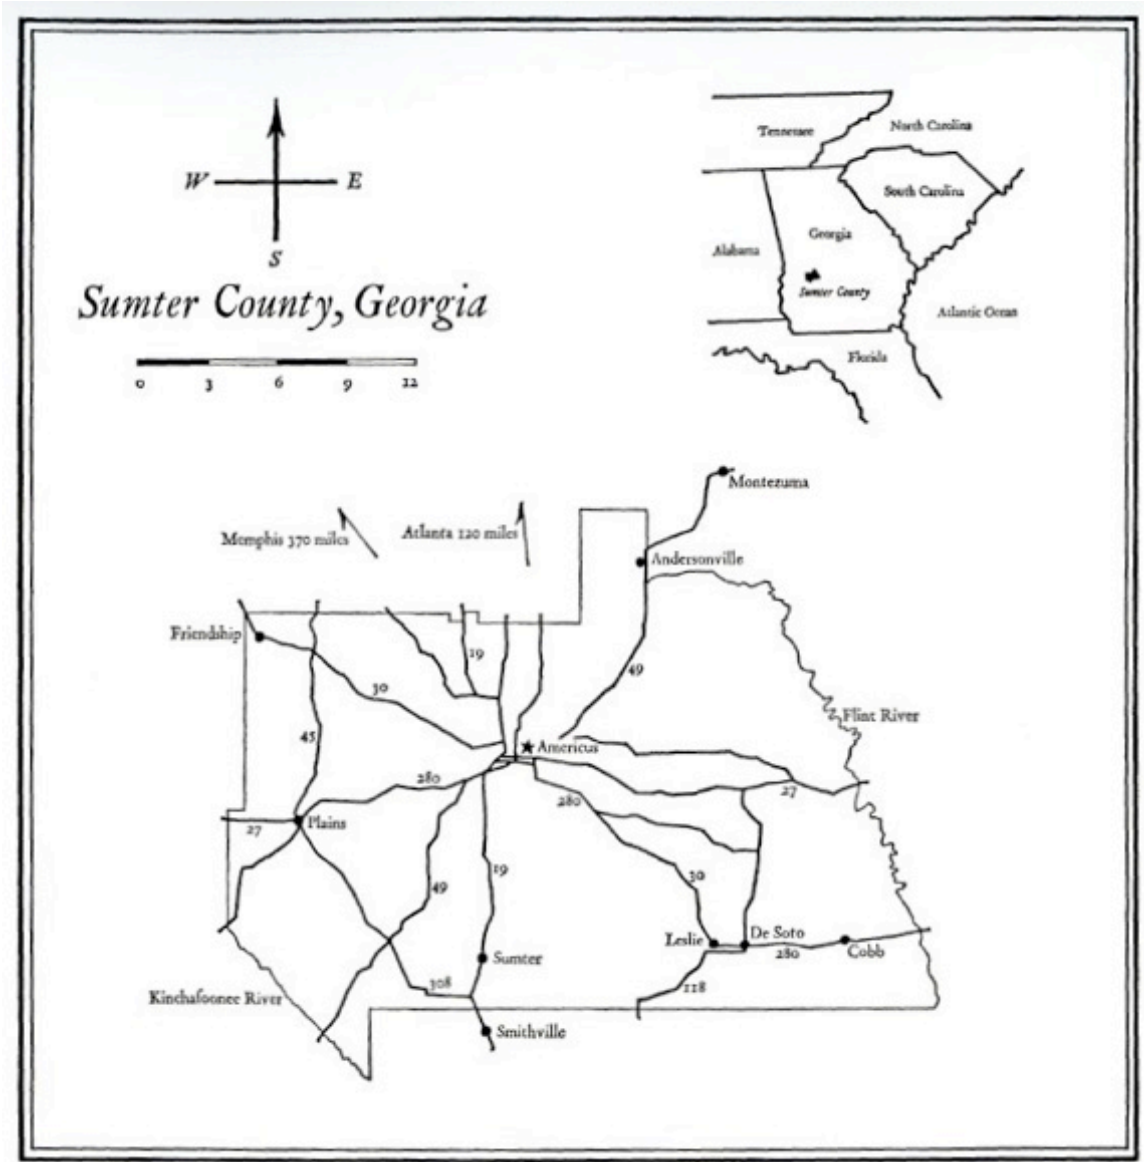 Tennessee
North Carolina
South Carolina
W E
Georgia
Alabama
S
Sumter County
Sumter County, Georgia
Atlantic Ocean
Florida
0 3 6 9 12
Montezuma
Memphis 370 miles
Atlanta 120 miles
Andersonville
Friendship
19
49
30
Flint River
45
Americus
280
27
280
27
Plains
19
30
49
De Soto
Leslie
280
Cobb
Sumter
308
118
Kinchafoonee River
Smithville